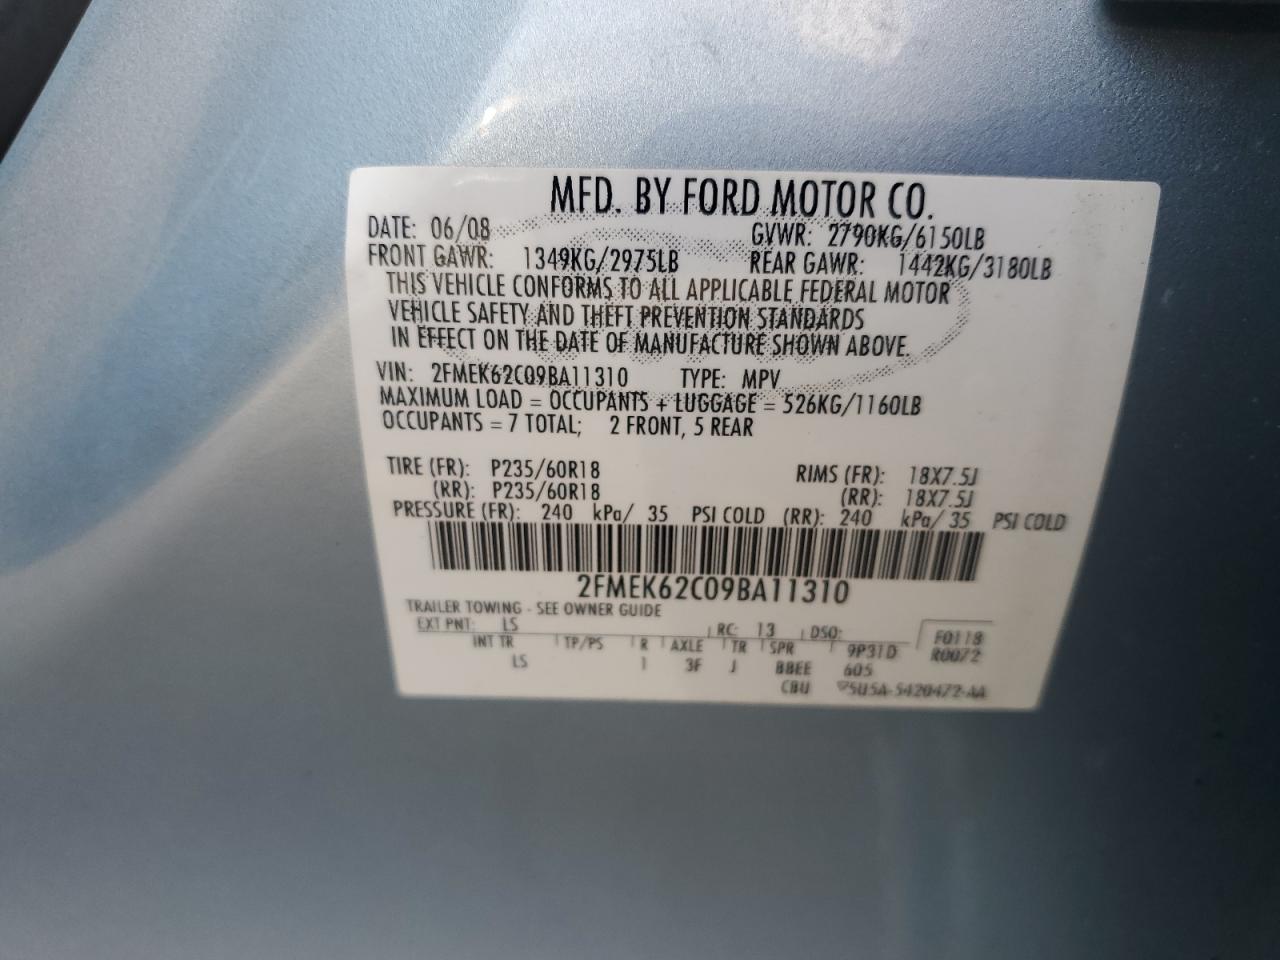 MFD. BY FORD MOTOR CO.
DATE: 06/08 GVWR: 2790KG/6150LB
FRONT GAWR: 1349KG/2975LB REAR GAWR: 1442KG/3180LB
THIS VEHICLE CONFORMS TO ALL APPLICABLE FEDERAL MOTOR
VEHICLE SAFETY AND THEFT PREVENTION STANDARDS
IN EFFECT ON THE DATE OF MANUFACTURE SHOWN ABOVE.
VIN: 2FMEK62C09BA11310 TYPE: MPV
MAXIMUM LOAD = OCCUPANTS + LUGGAGE = 526KG/1160LB
OCCUPANTS = 7 TOTAL; 2 FRONT, 5 REAR
TIRE (FR): P235/60R18 RIMS (FR): 18X7.5J
(RR): P235/60R18 (RR): 18X7.5J
PRESSURE (FR): 240 kPa/ 35 PSI COLD (RR): 240 kPa/ 35 PSI COLD
2FMEK62C09BA11310
TRAILER TOWING - SEE OWNER GUIDE
EXT PNT: LS RC: 13 DSO: F0118
INT TR TP/PS R AXLE TR SPR 9P31D R0072
LS 1 3F J BBEE 605
CBU 5U5A-5420472-AA